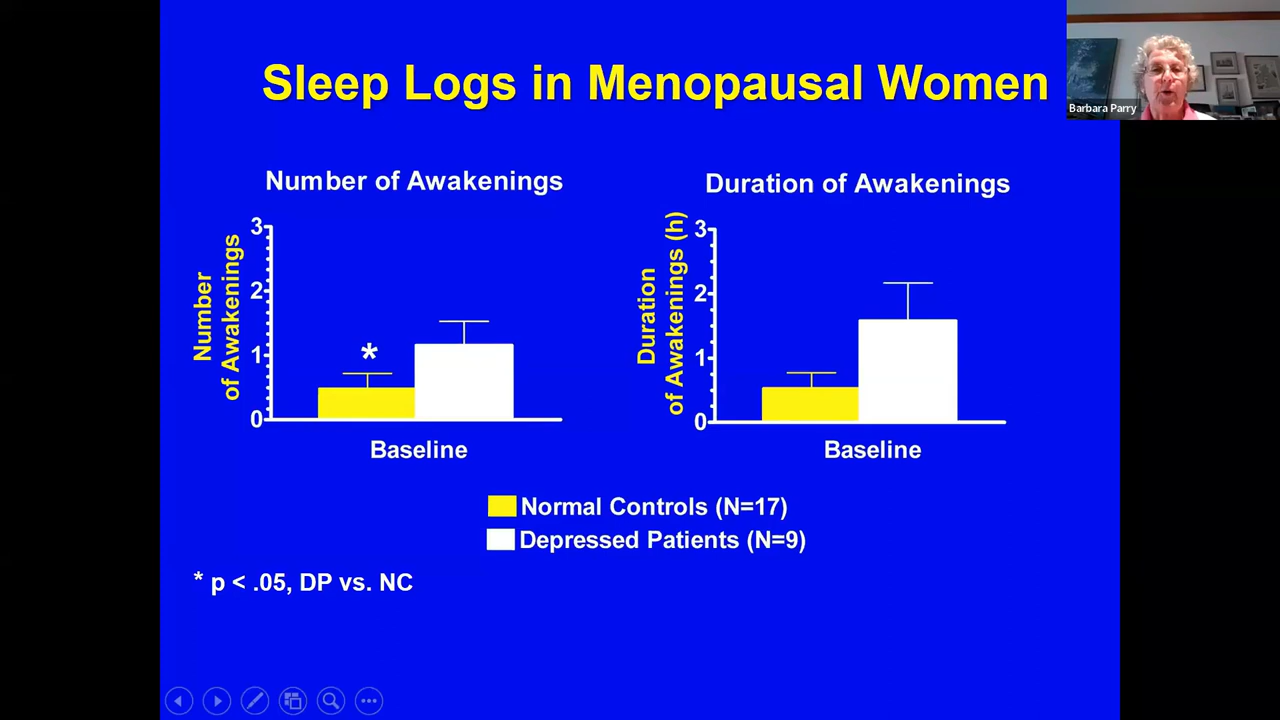 Sleep Logs in Menopausal Women
Barbara Parry
Number of Awakenings
Number
of Awakenings
3
2
1
0
*
Baseline
Duration of Awakenings
Duration
of Awakenings (h)
3
2
1
0
Baseline
Normal Controls (N=17)
Depressed Patients (N=9)
* p < .05, DP vs. NC